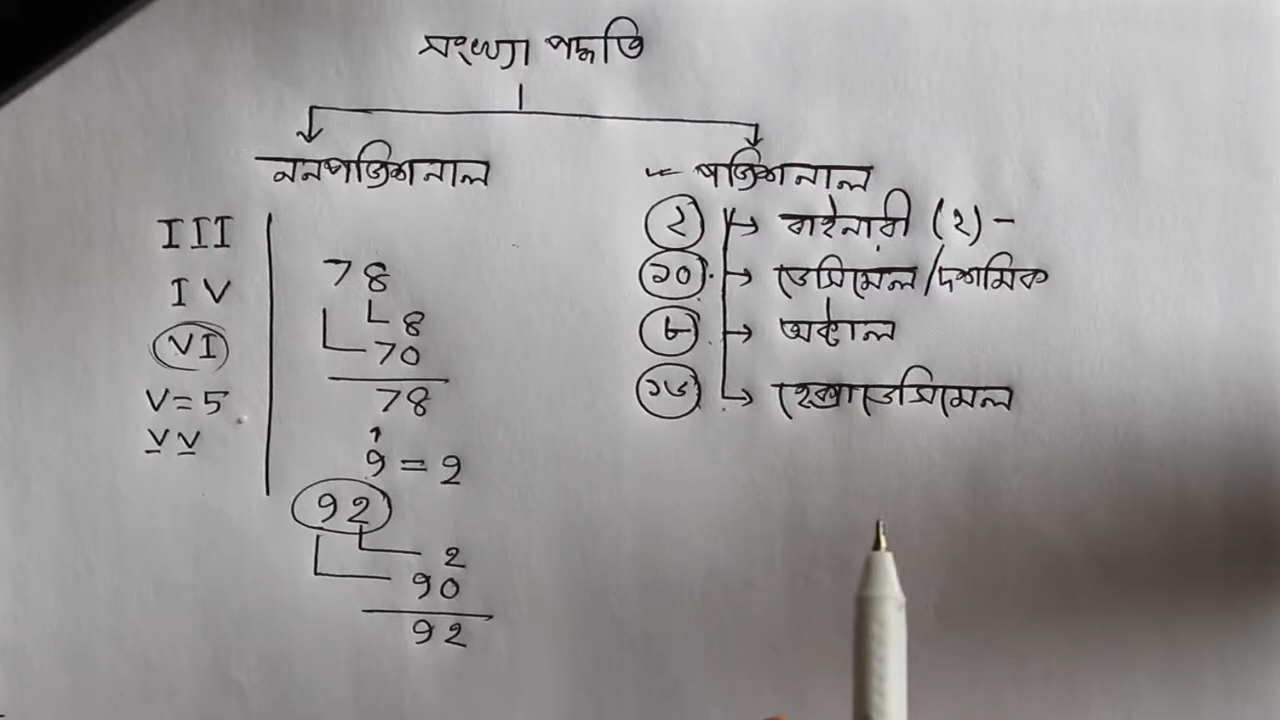 সংখ্যা পদ্ধতি
ননপজিশনাল
III
IV
VI
V=5
VV
78
8
70
78
9 = 2
92
2
90
92
পজিশনাল
২ → বাইনারী (২) -
১০ → ডেসিমেল/দশমিক
৮ → অক্টাল
১৬ → হেক্সাডেসিমেল